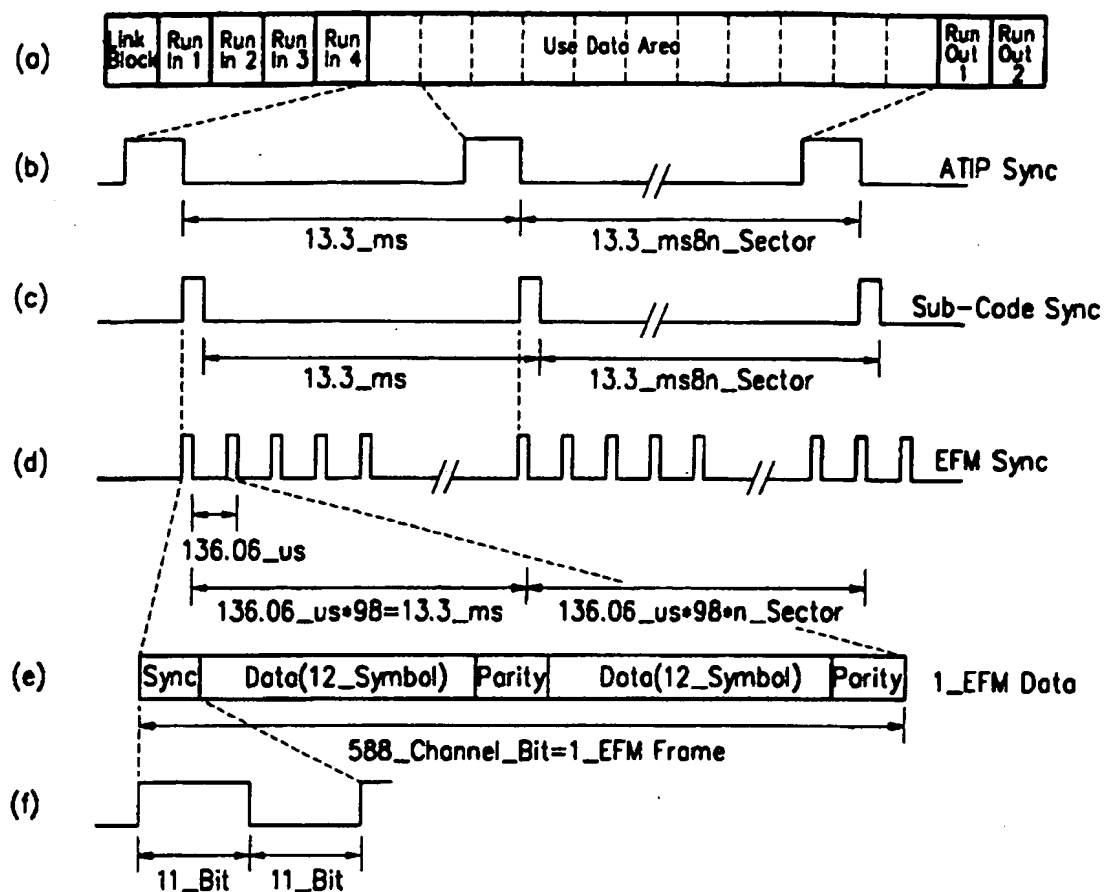 (a)
Link Block
Run In 1
Run In 2
Run In 3
Run In 4
Use Data Area
Run Out 1
Run Out 2
(b)
ATIP Sync
13.3_ms
13.3_ms8n_Sector
(c)
Sub-Code Sync
13.3_ms
13.3_ms8n_Sector
(d)
EFM Sync
136.06_us
136.06_us*98=13.3_ms
136.06_us*98*n_Sector
(e)
Sync
Data(12_Symbol)
Parity
Data(12_Symbol)
Parity
1_EFM Data
588_Channel_Bit=1_EFM Frame
(f)
11_Bit
11_Bit